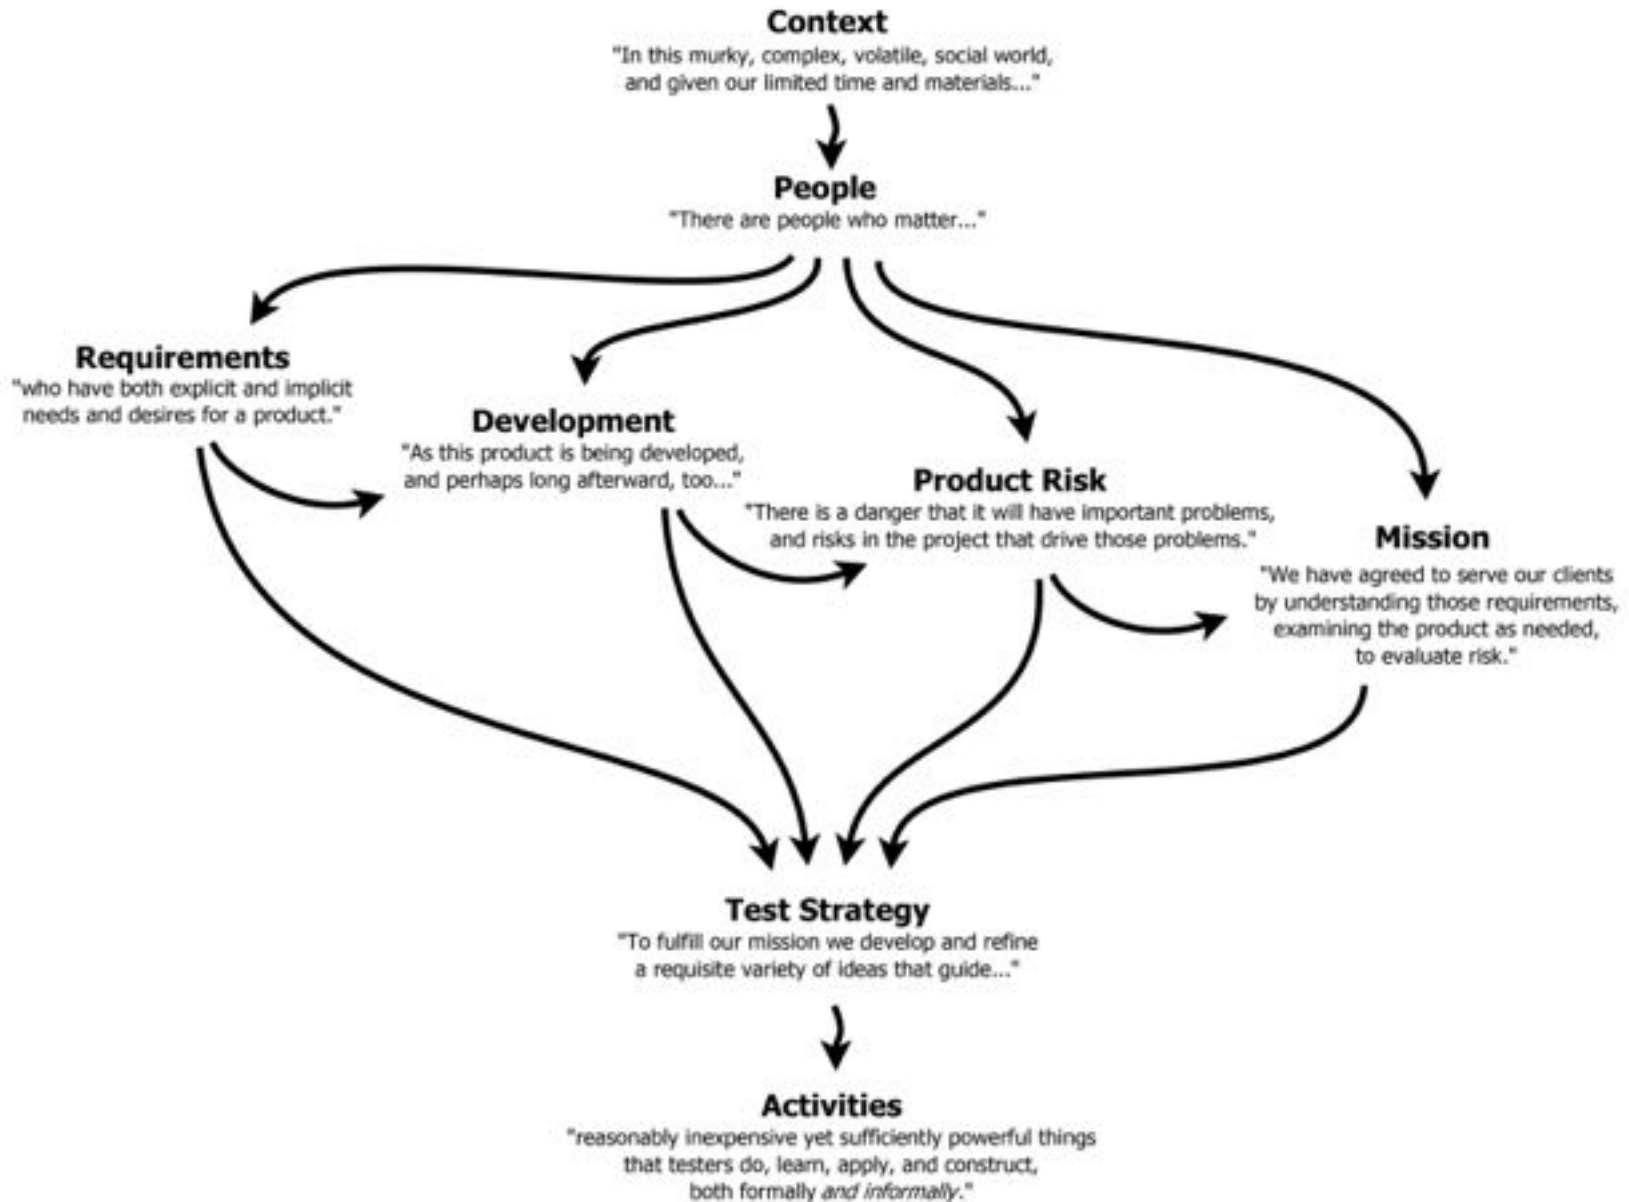 Context
"In this murky, complex, volatile, social world,
and given our limited time and materials..."
People
"There are people who matter..."
Requirements
"who have both explicit and implicit
needs and desires for a product."
Development
"As this product is being developed,
and perhaps long afterward, too..."
Product Risk
"There is a danger that it will have important problems,
and risks in the project that drive those problems."
Mission
"We have agreed to serve our clients
by understanding those requirements,
examining the product as needed,
to evaluate risk."
Test Strategy
"To fulfill our mission we develop and refine
a requisite variety of ideas that guide..."
Activities
"reasonably inexpensive yet sufficiently powerful things
that testers do, learn, apply, and construct,
both formally and informally."